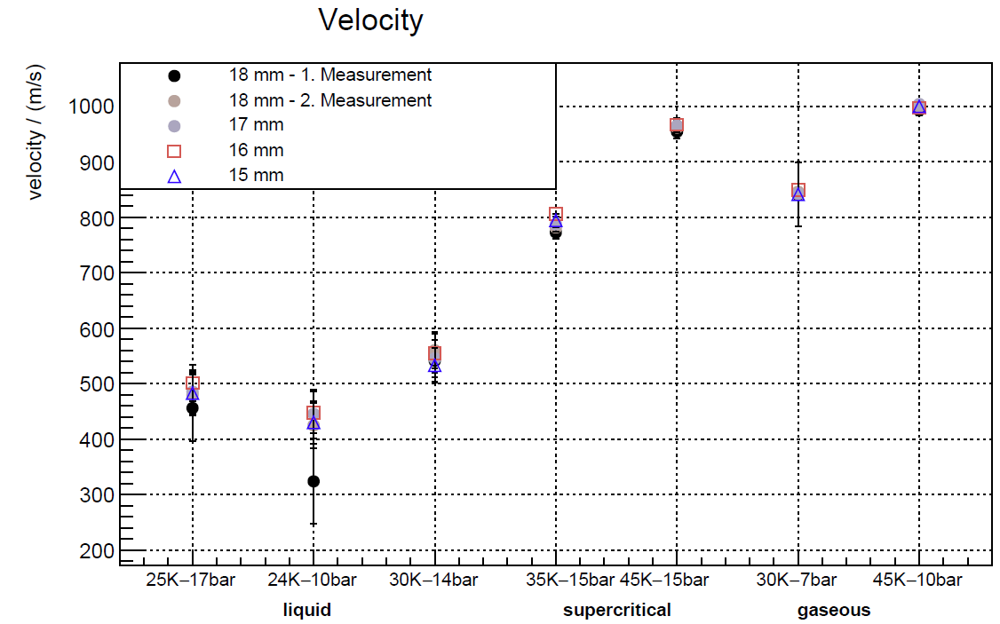 Velocity
velocity / (m/s)
18 mm - 1. Measurement
18 mm - 2. Measurement
17 mm
16 mm
15 mm
1000
900
800
700
600
500
400
300
200
25K–17bar 24K–10bar 30K–14bar 35K–15bar 45K–15bar 30K–7bar 45K–10bar
liquid supercritical gaseous